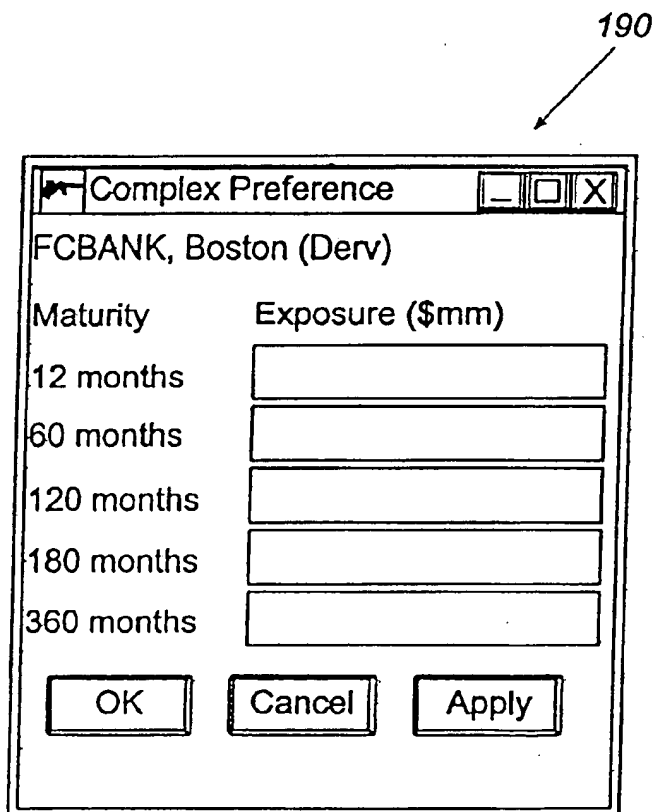 190
Complex Preference
FCBANK, Boston (Derv)
Maturity Exposure ($mm)
12 months
60 months
120 months
180 months
360 months
OK Cancel Apply